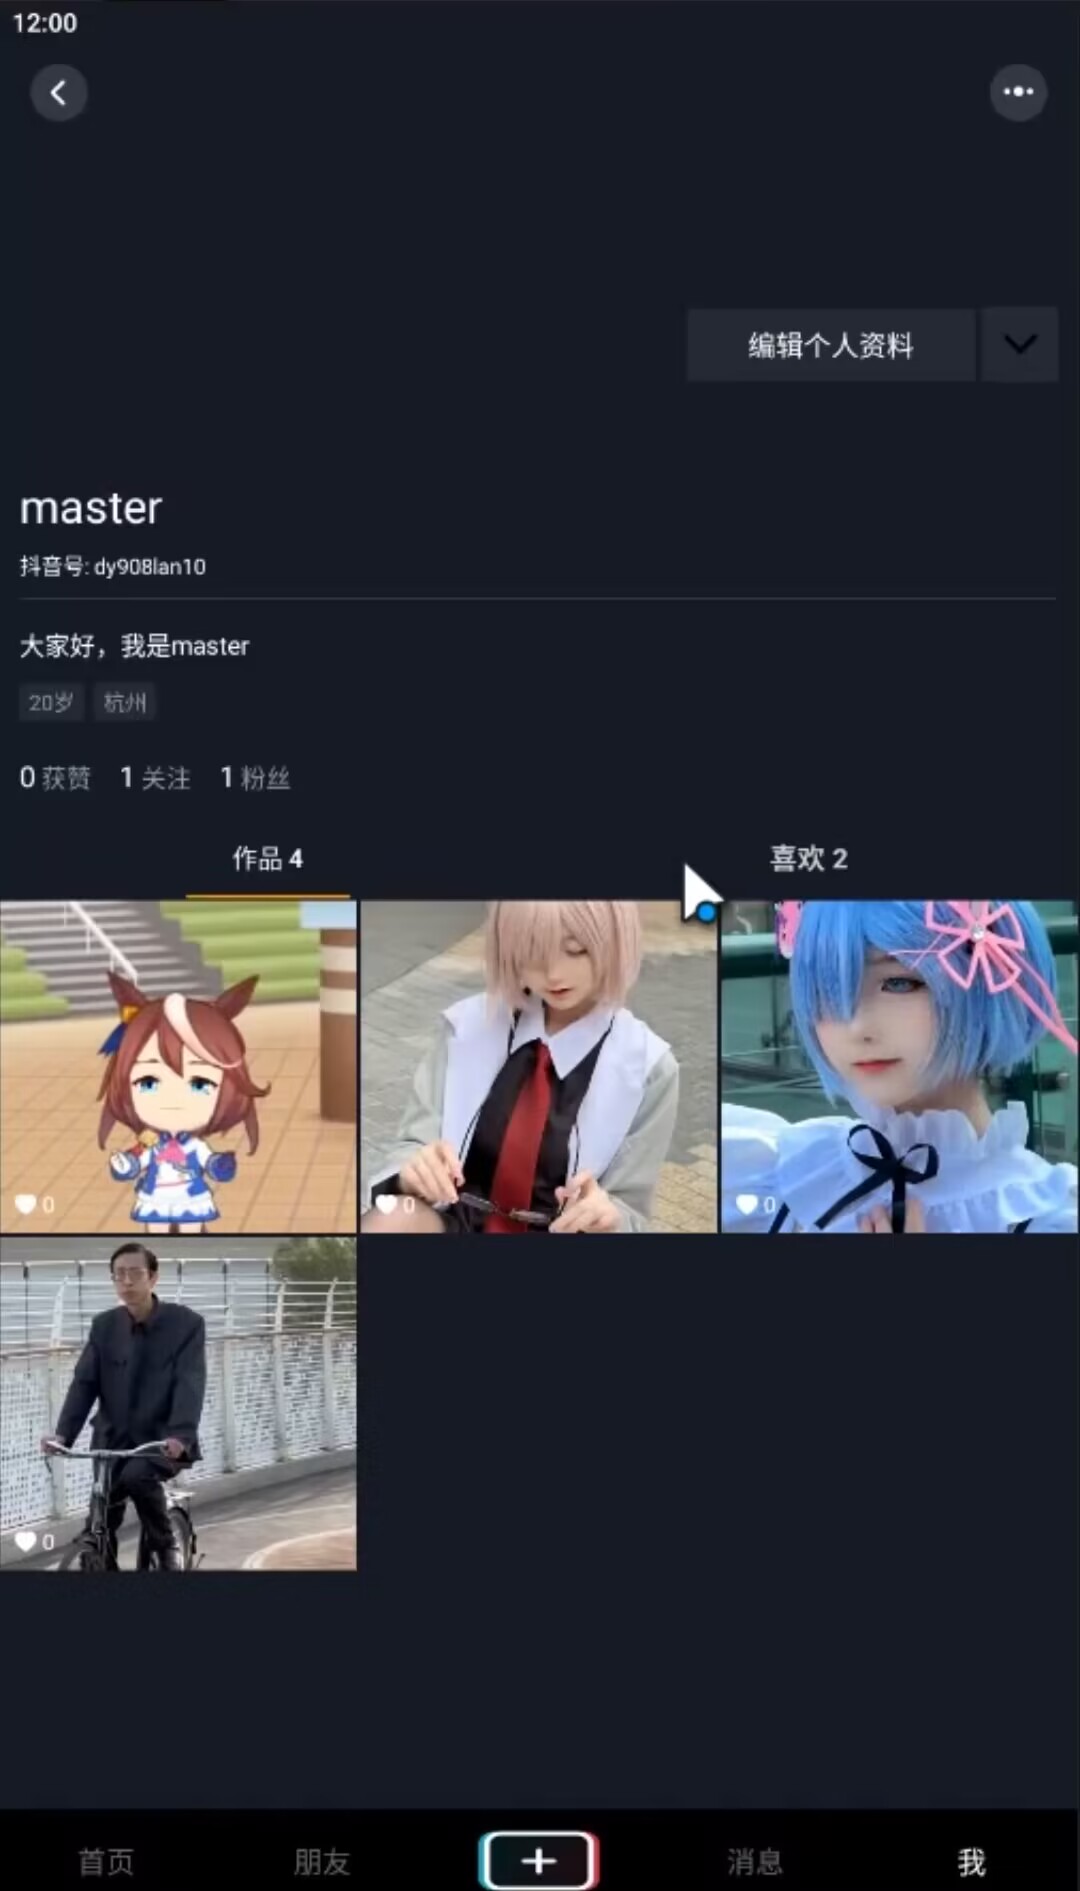 12:00
编辑个人资料
master
抖音号: dy908lan10
大家好，我是master
20岁 杭州
0 获赞 1 关注 1 粉丝
作品 4 喜欢 2
0 0 0
0
首页 朋友 消息 我